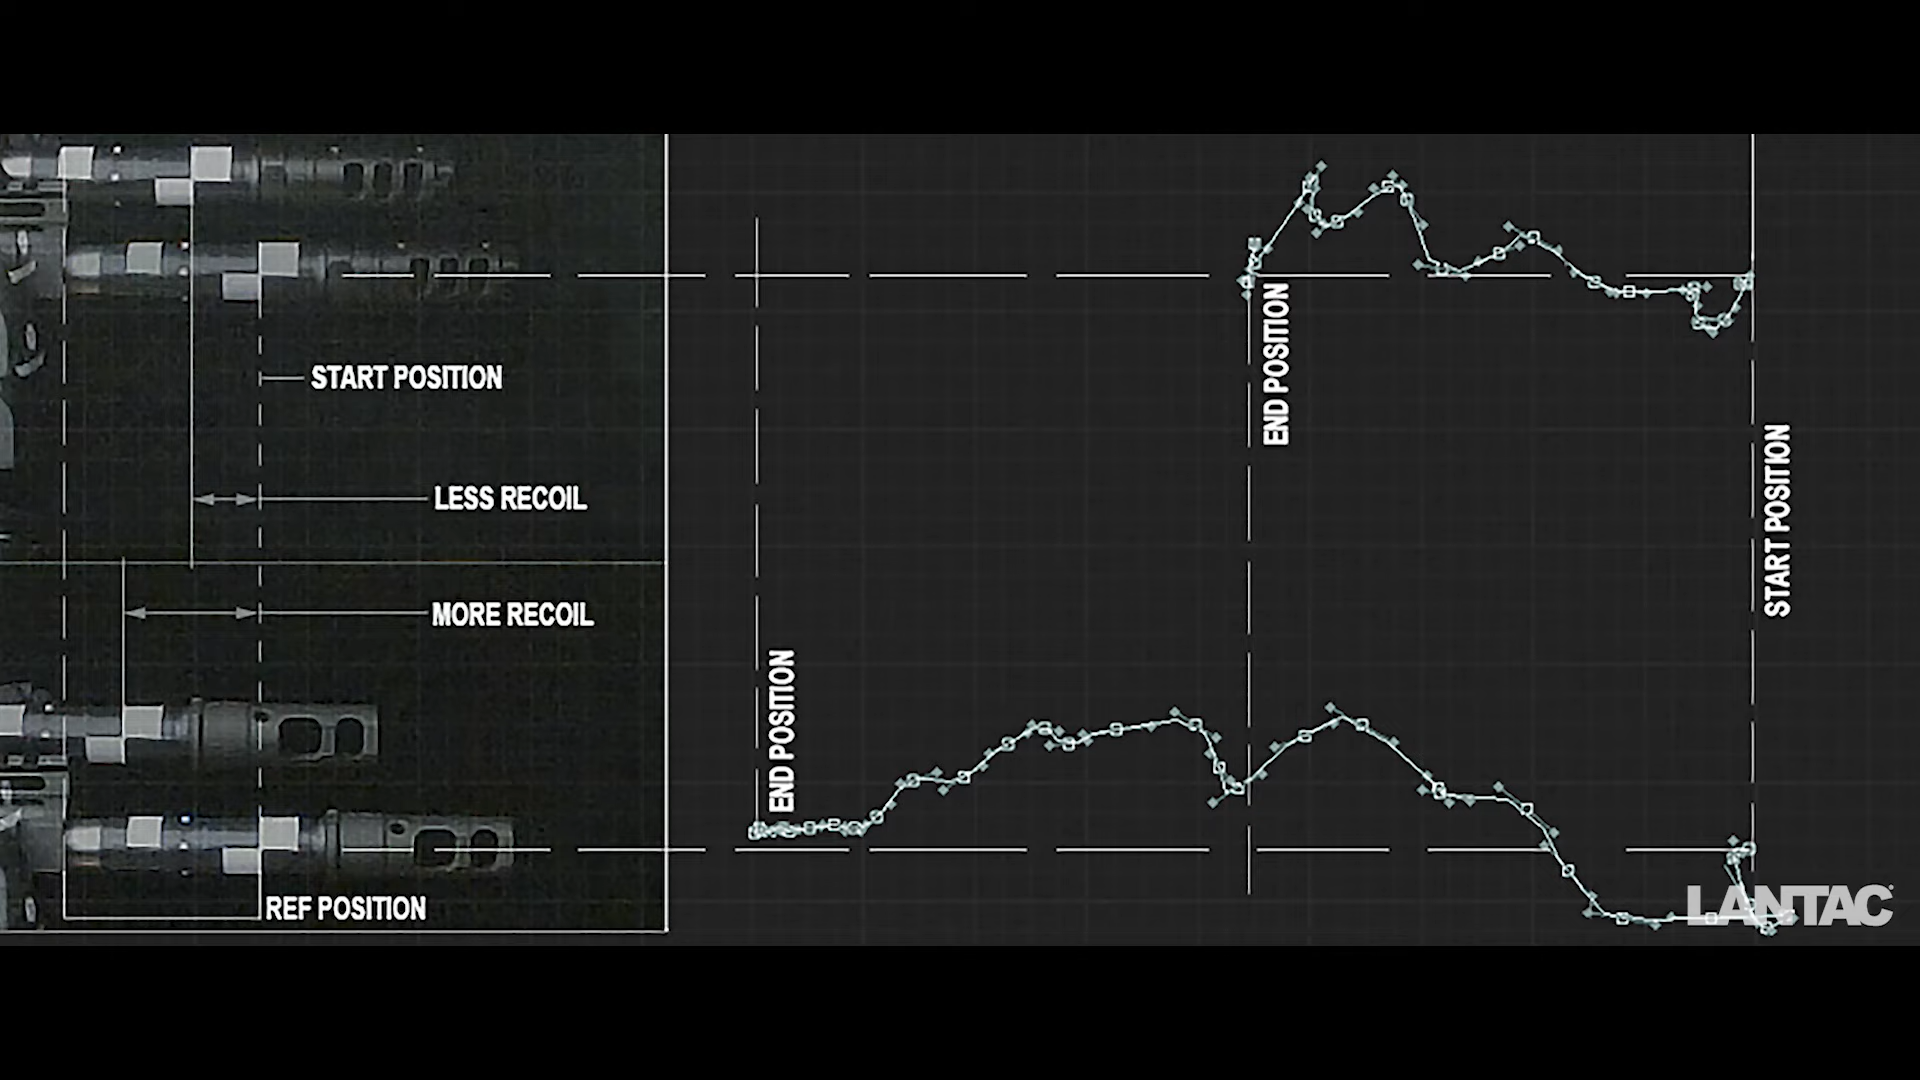 START POSITION
LESS RECOIL
MORE RECOIL
REF POSITION
END POSITION
END POSITION
START POSITION
LANTAC